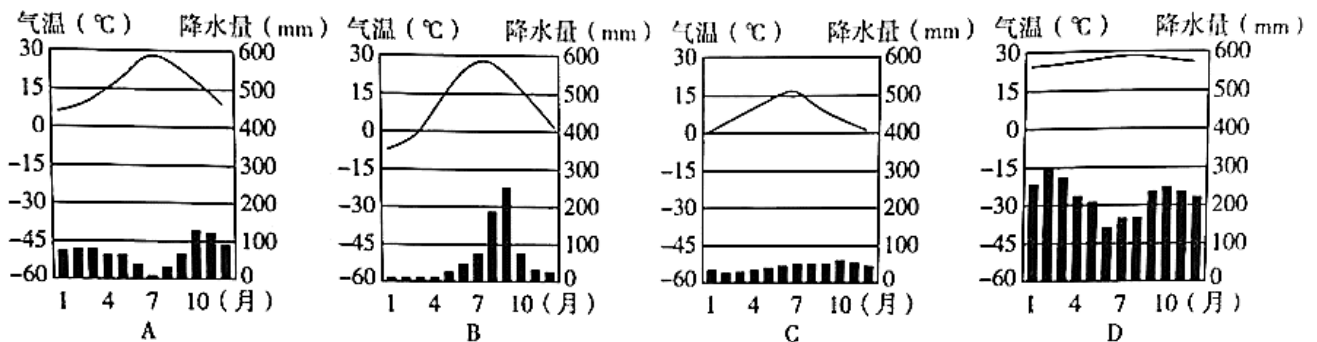 气温（℃） 降水量（mm） 气温（℃） 降水量（mm） 气温（℃） 降水量（mm） 气温（℃） 降水量（mm）
30 600 30 600 30 600 30 600
15 500 15 500 15 500 15 500
0 400 0 400 0 400 0 400
-15 300 -15 300 -15 300 -15 300
-30 200 -30 200 -30 200 -30 200
-45 100 -45 100 -45 100 -45 100
-60 0 -60 0 -60 0 -60 0
1 4 7 10（月） 1 4 7 10（月） 1 4 7 10（月） 1 4 7 10（月）
A B C D